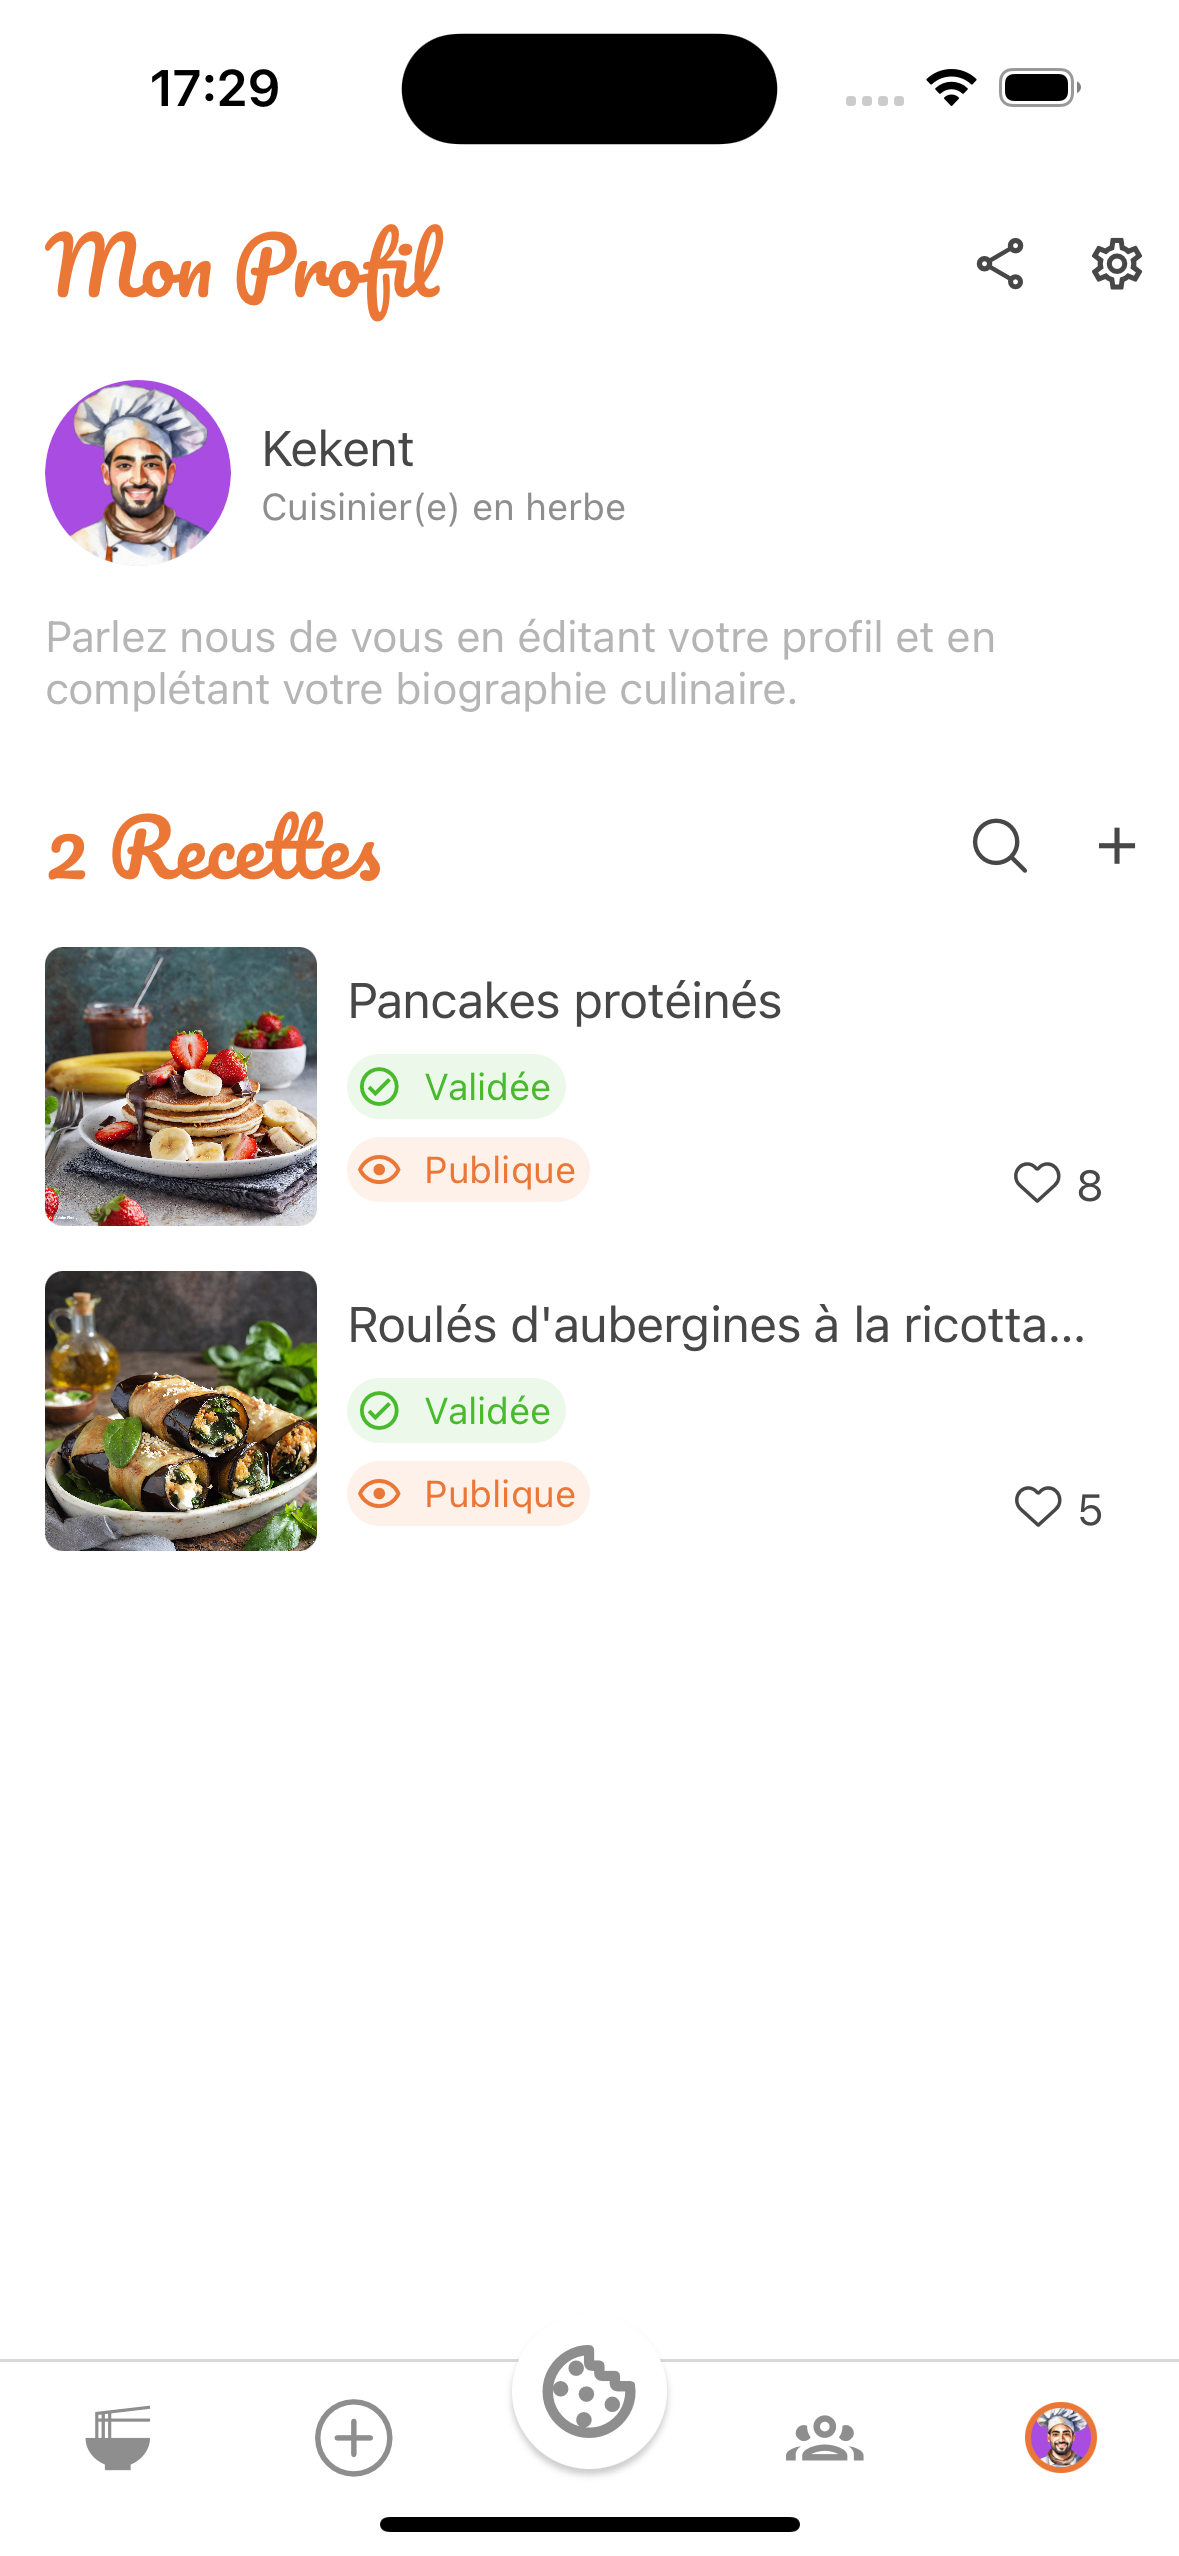 17:29
Mon Profil
Kekent
Cuisinier(e) en herbe
Parlez nous de vous en éditant votre profil et en
complétant votre biographie culinaire.
2 Recettes
Pancakes protéinés
Validée
Publique
8
Roulés d'aubergines à la ricotta...
Validée
Publique
5